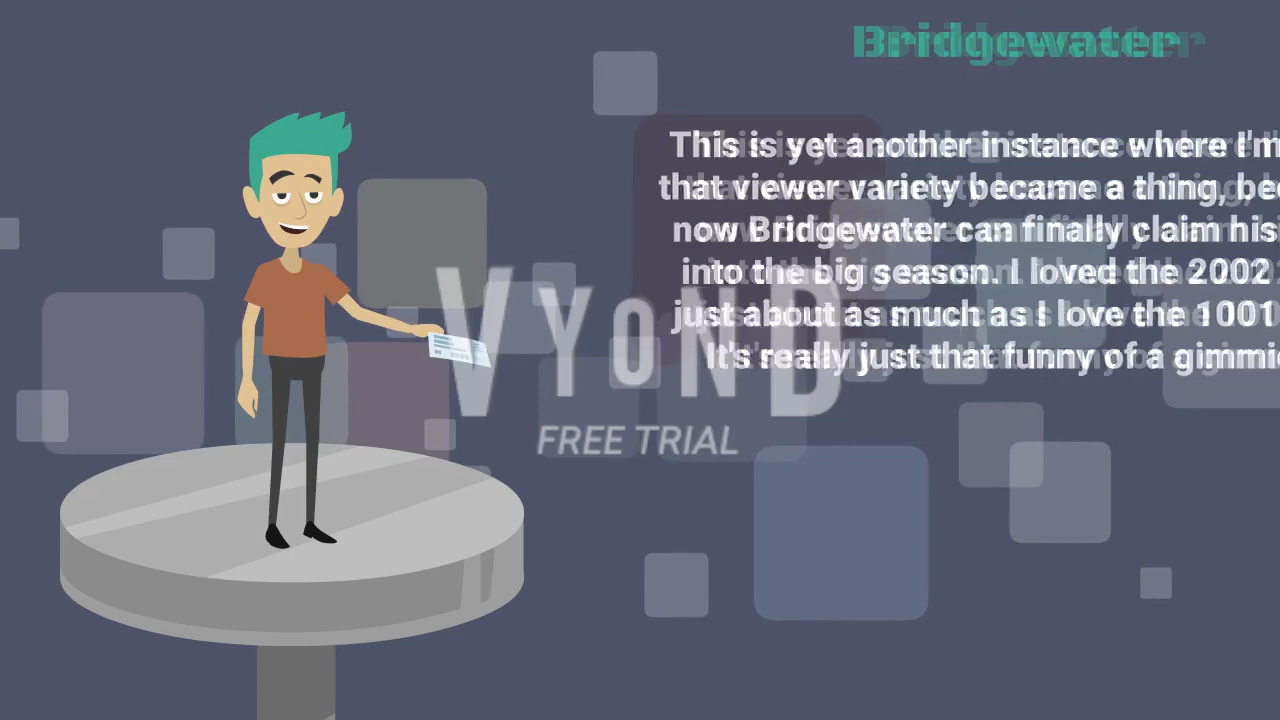 Bridgewater
This is yet another instance where I'm
that viewer variety became a thing,
now Bridgewater can finally claim his
into the big season. I loved the 2002
just about as much as I love the 1001
It's really just that funny of a
VYOND
FREE TRIAL